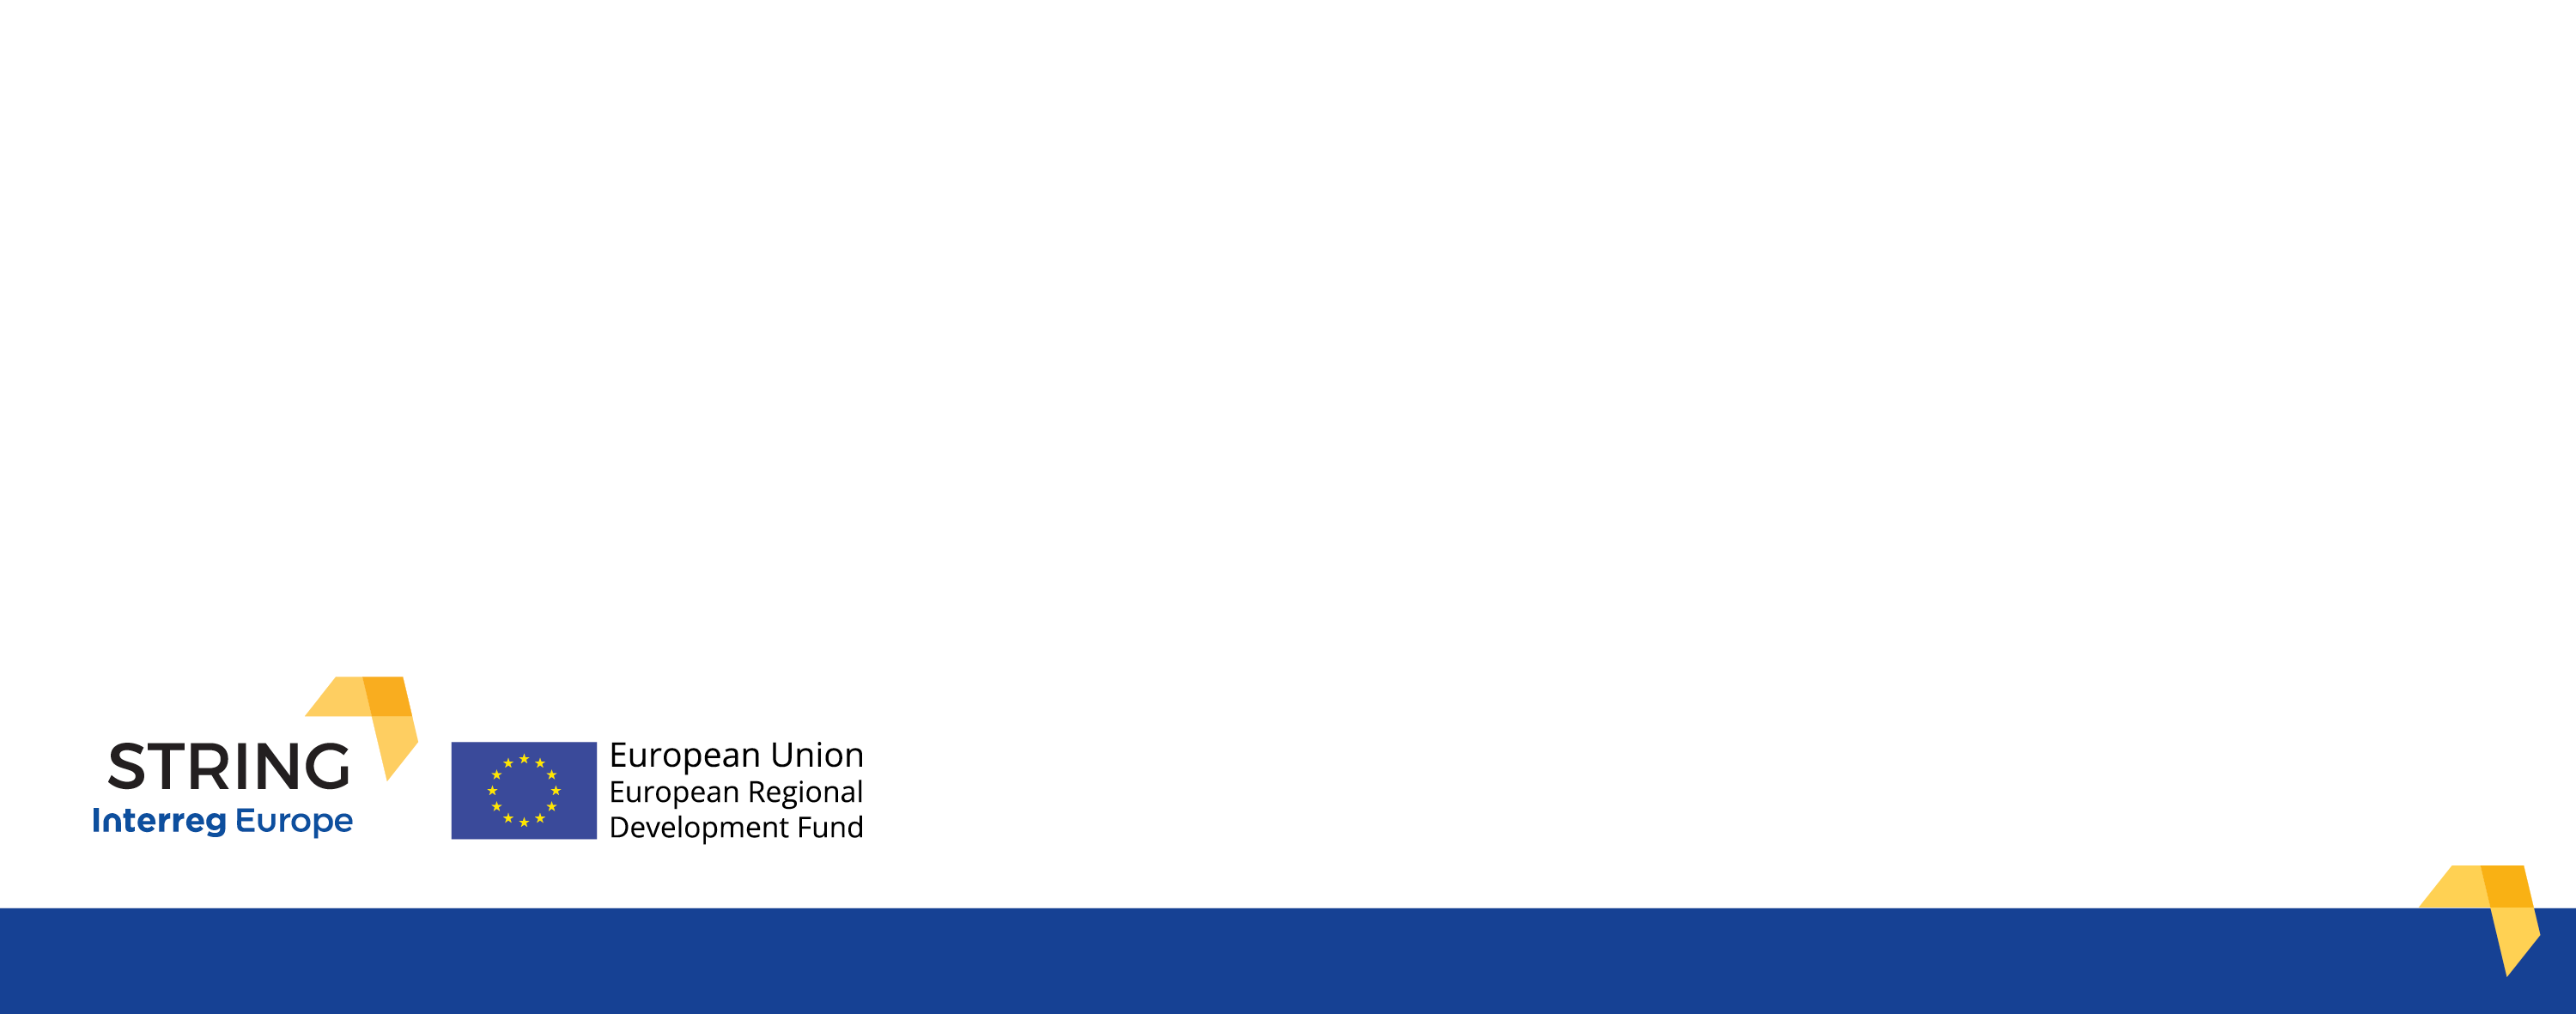 STRING
Interreg Europe
European Union
European Regional
Development Fund